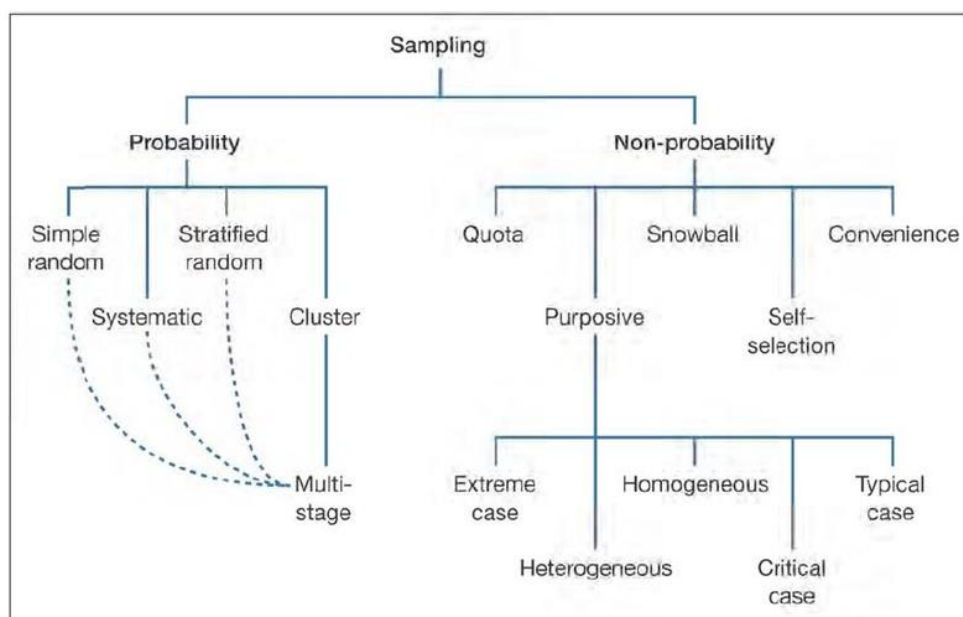 Sampling
Probability
Non-probability
Simple
random
Stratified
random
Quota
Snowball
Convenience
Systematic
Cluster
Purposive
Self-
selection
Multi-
stage
Extreme
case
Homogeneous
Typical
case
Heterogeneous
Critical
case